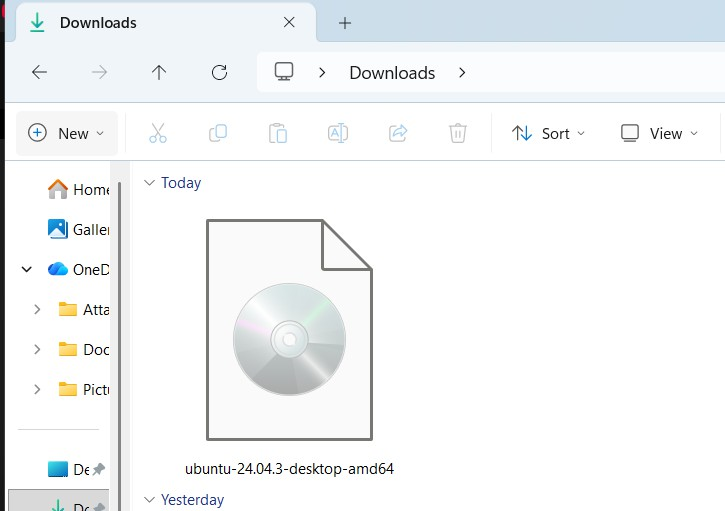 Downloads
Downloads
New
Sort
View
Home
Today
Galler
OneD
Atta
Doc
Pictu
ubuntu-24.04.3-desktop-amd64
De
Yesterday